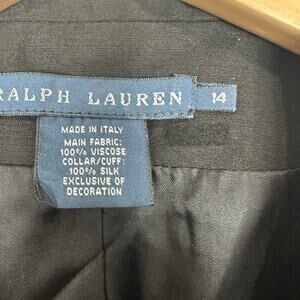 RALPH LAUREN
14
MADE IN ITALY
MAIN FABRIC:
100% VISCOSE
COLLAR/CUFF:
100% SILK
EXCLUSIVE OF
DECORATION